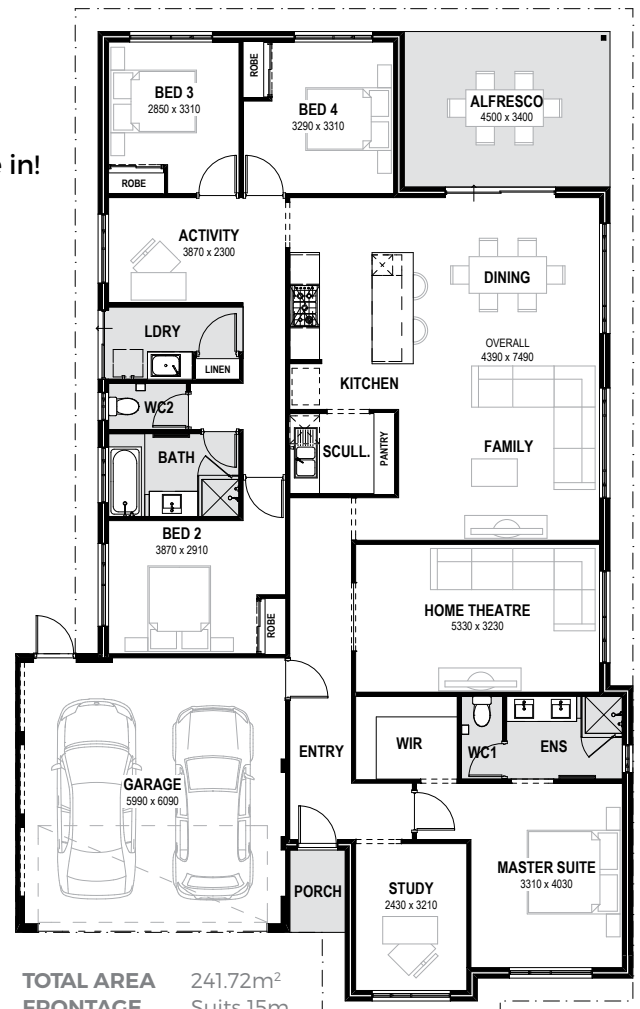 e in!
BED 3
2850 x 3310
ROBE
ROBE
BED 4
3290 x 3310
ALFRESCO
4500 x 3400
ACTIVITY
3870 x 2300
DINING
LDRY
LINEN
OVERALL
4390 x 7490
KITCHEN
WC2
BATH
SCULL.
PANTRY
FAMILY
BED 2
3870 x 2910
ROBE
HOME THEATRE
5330 x 3230
ENTRY
WIR
WC1
ENS
GARAGE
5990 x 6090
PORCH
STUDY
2430 x 3210
MASTER SUITE
3310 x 4030
TOTAL AREA 241.72m²
FRONTAGE Suits 15m